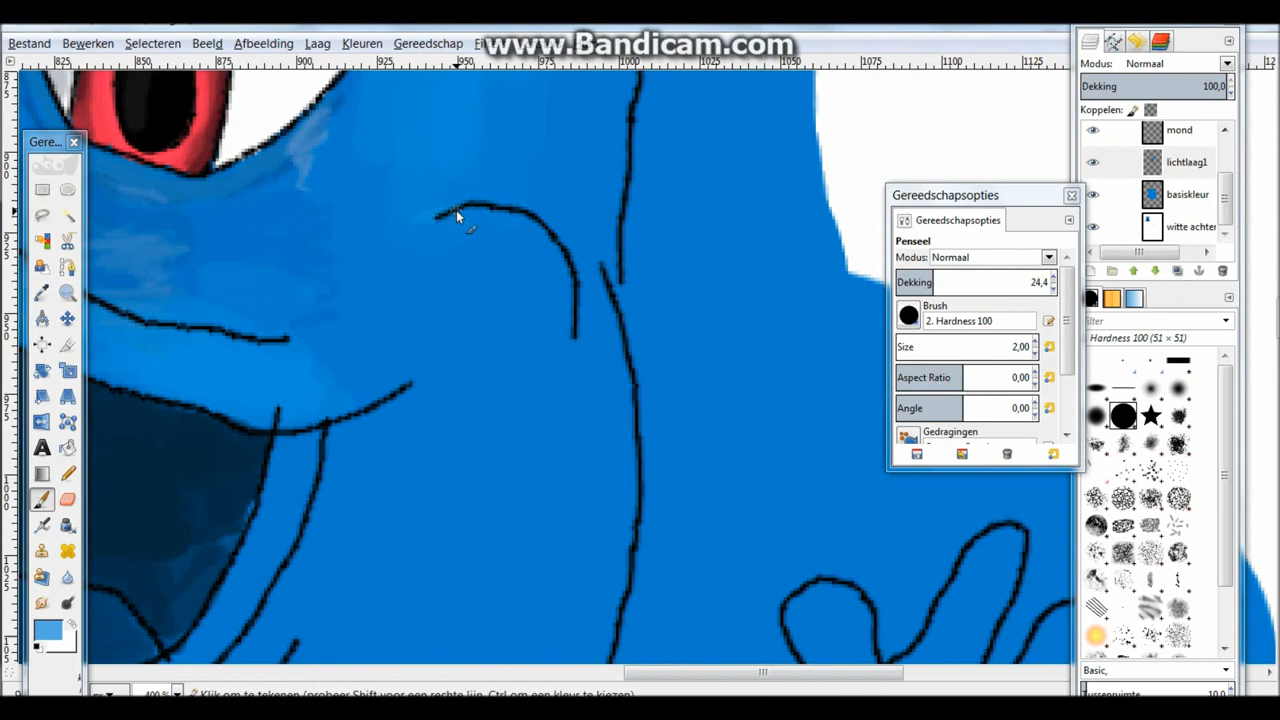 www.Bandicam.com
Bestand Bewerken Selecteren Beeld Afbeelding Laag Kleuren Gereedschap
825 850 875 900 925 950 975 1000 1025 1050 1075 1100 1125
Gere...
Modus: Normaal
Dekking 100,0
Koppelen:
mond
lichtlaag1
basiskleur
witte achter
Gereedschapsopties
Gereedschapsopties
Penseel
Modus: Normaal
Dekking 24,4
Brush
2. Hardness 100
Size 2,00
Aspect Ratio 0,00
Angle 0,00
Gedragingen
Hardness 100 (51 × 51)
Basic,
400 %
Klik om te tekenen (probeer Shift voor een rechte lijn, Ctrl om een kleur te kiezen)
Tussenruimte 10,0